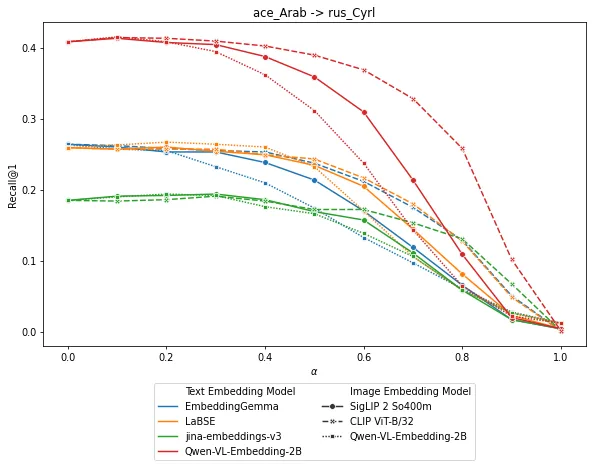 ace_Arab -> rus_Cyrl
Recall@1
0.4
0.3
0.2
0.1
0.0
0.0 0.2 0.4 0.6 0.8 1.0
α
Text Embedding Model
EmbeddingGemma
LaBSE
jina-embeddings-v3
Qwen-VL-Embedding-2B
Image Embedding Model
SigLIP 2 So400m
CLIP ViT-B/32
Qwen-VL-Embedding-2B